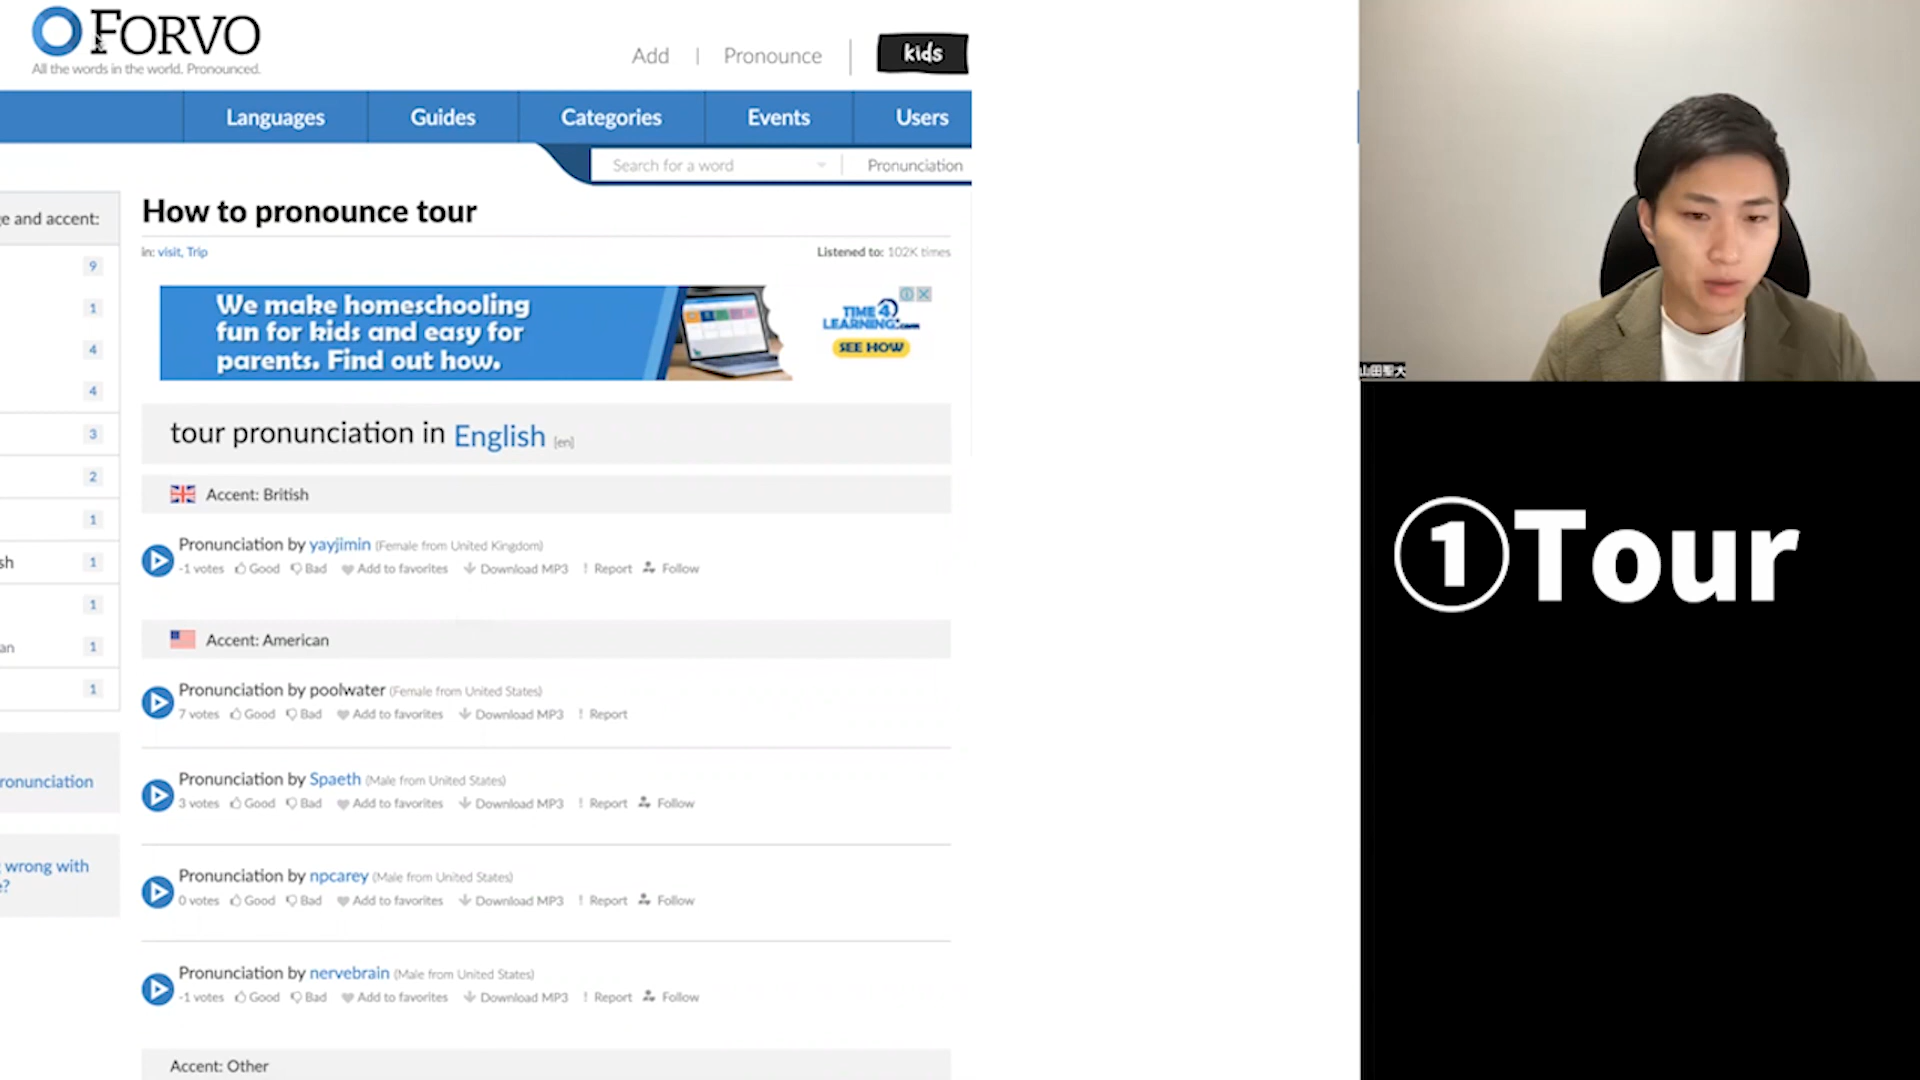 FORVO
All the words in the world. Pronounced.
Add | Pronounce
kids
Languages
Guides
Categories
Events
Users
Search for a word
Pronunciation
e and accent:
9
1
4
4
3
2
1
sh 1
1
an 1
1
ronunciation
wrong with
e?
How to pronounce tour
in: visit, Trip
Listened to: 102K times
We make homeschooling
fun for kids and easy for
parents. Find out how.
TIME 4
LEARNING.com
SEE HOW
tour pronunciation in English [en]
Accent: British
Pronunciation by yayjimin (Female from United Kingdom)
-1 votes Good Bad Add to favorites Download MP3 ! Report Follow
Accent: American
Pronunciation by poolwater (Female from United States)
7 votes Good Bad Add to favorites Download MP3 ! Report
Pronunciation by Spaeth (Male from United States)
3 votes Good Bad Add to favorites Download MP3 ! Report Follow
Pronunciation by npcarey (Male from United States)
0 votes Good Bad Add to favorites Download MP3 ! Report Follow
Pronunciation by nervebrain (Male from United States)
-1 votes Good Bad Add to favorites Download MP3 ! Report Follow
Accent: Other
①Tour